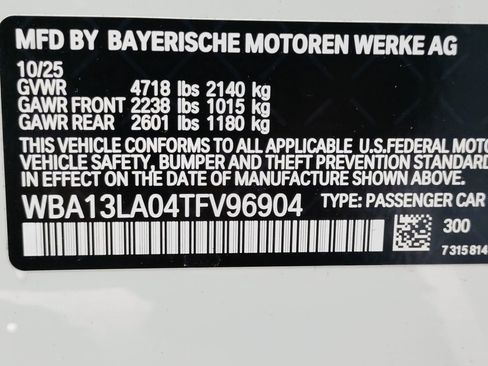 MFD BY BAYERISCHE MOTOREN WERKE AG
10/25
GVWR 4718 lbs 2140 kg
GAWR FRONT 2238 lbs 1015 kg
GAWR REAR 2601 lbs 1180 kg
THIS VEHICLE CONFORMS TO ALL APPLICABLE U.S.FEDERAL MOTO
VEHICLE SAFETY, BUMPER AND THEFT PREVENTION STANDARD
IN EFFECT ON THE DATE OF MANUFACTURE SHOWN ABOVE.
WBA13LA04TFV96904 TYPE: PASSENGER CAR
300
7 315 814